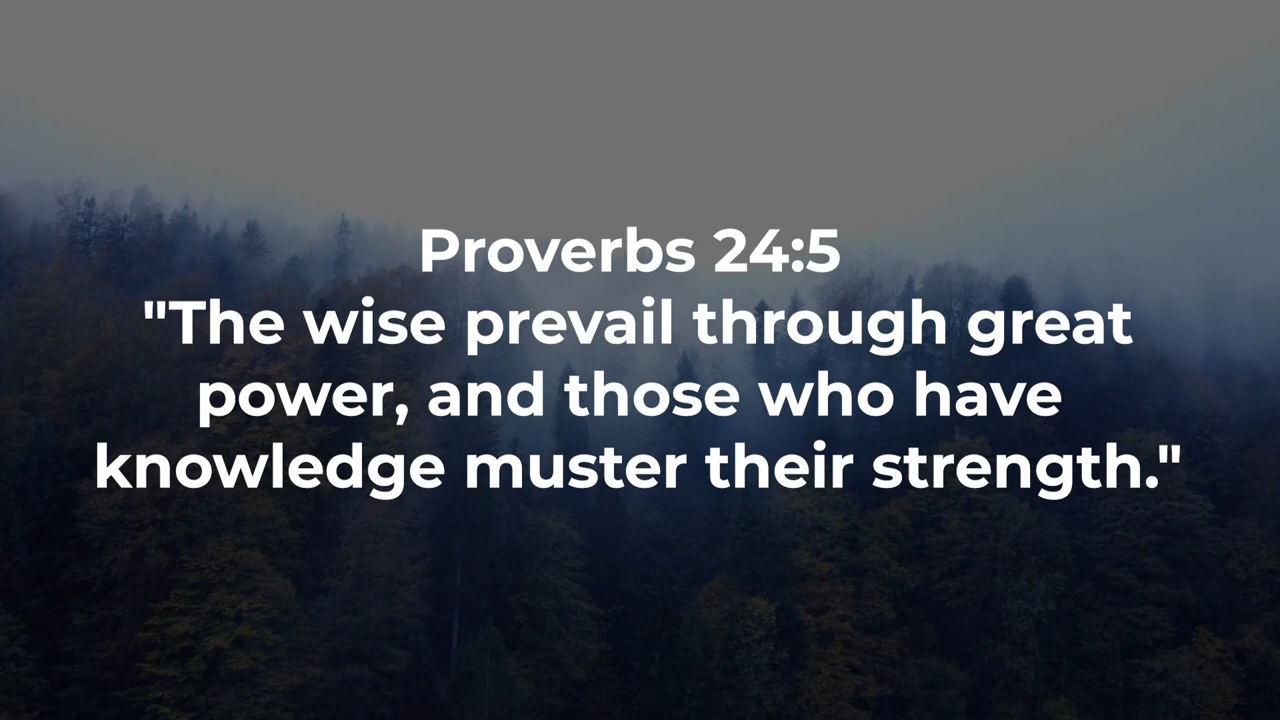 Proverbs 24:5
"The wise prevail through great
power, and those who have
knowledge muster their strength."